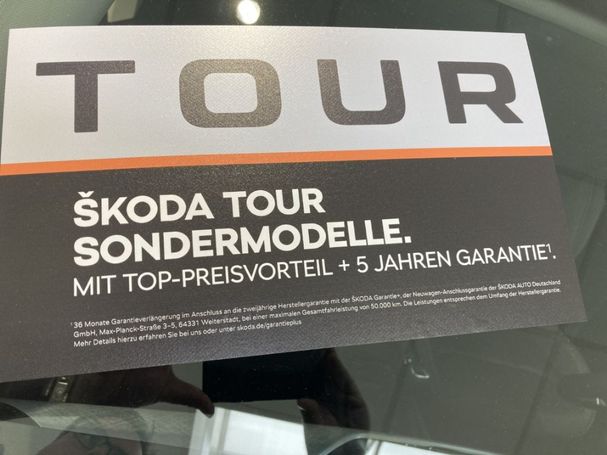 TOUR
ŠKODA TOUR
SONDERMODELLE.
MIT TOP-PREISVORTEIL + 5 JAHREN GARANTIE¹.
¹36 Monate Garantieverlängerung im Anschluss an die zweijährige Herstellergarantie mit der ŠKODA Garantie+, der Neuwagen-Anschlussgarantie der ŠKODA AUTO Deutschland
GmbH, Max-Planck-Straße 3-5, 64331 Weiterstadt, bei einer maximalen Gesamtfahrleistung von 50.000 km. Die Leistungen entsprechen dem Umfang der Herstellergarantie.
Mehr Details hierzu erfahren Sie bei uns oder unter skoda.de/garantieplus